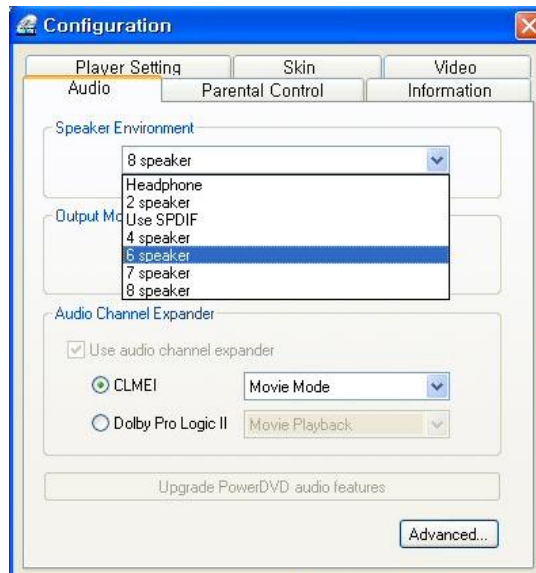 Configuration
Player Setting Skin Video
Audio Parental Control Information
Speaker Environment
8 speaker
Headphone
2 speaker
Output Mo
Use SPDIF
4 speaker
6 speaker
7 speaker
8 speaker
Audio Channel Expander
Use audio channel expander
CLMEI Movie Mode
Dolby Pro Logic II Movie Playback
Upgrade PowerDVD audio features
Advanced...